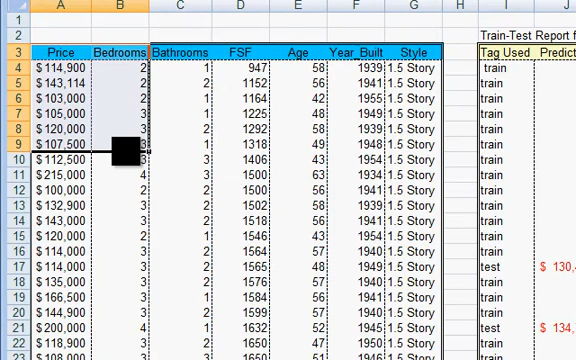 A B C D E F G H I
1
2 Train-Test Report f
3 Price Bedrooms Bathrooms FSF Age Year_Built Style Tag Used Predict
4 $114,900 2 1 947 58 1939 1.5 Story train
5 $143,114 2 2 1152 56 1941 1.5 Story train
6 $103,000 2 1 1164 42 1955 1.5 Story train
7 $105,000 3 1 1225 48 1949 1.5 Story train
8 $120,000 3 2 1292 58 1939 1.5 Story train
9 $107,500 3 1 1318 48 1949 1.5 Story train
10 $112,500 3 3 1406 43 1954 1.5 Story train
11 $215,000 4 3 1500 63 1934 1.5 Story train
12 $100,000 2 2 1500 56 1941 1.5 Story train
13 $132,900 3 2 1502 58 1939 1.5 Story train
14 $143,000 3 2 1518 56 1941 1.5 Story train
15 $120,000 2 1 1546 43 1954 1.5 Story train
16 $114,000 3 2 1564 57 1940 1.5 Story train
17 $114,000 3 1 1565 48 1949 1.5 Story test $ 130,
18 $135,000 3 2 1576 57 1940 1.5 Story train
19 $166,500 3 1 1584 56 1941 1.5 Story train
20 $144,900 3 2 1599 57 1940 1.5 Story train
21 $200,000 4 1 1632 52 1945 1.5 Story test $ 134,
22 $118,900 3 2 1650 1.5 Story train
23 3 1.5 Story train